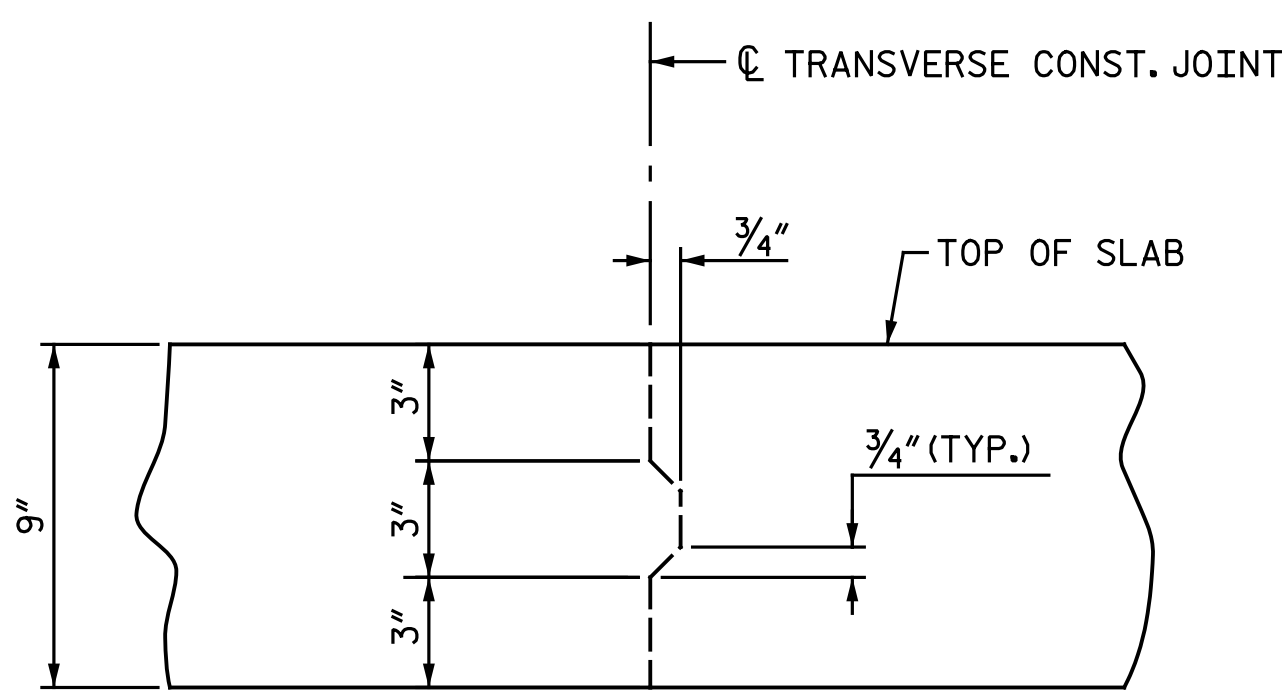 ℄ TRANSVERSE CONST. JOINT
3/4"
TOP OF SLAB
3"
3/4" (TYP.)
9"
3"
3"